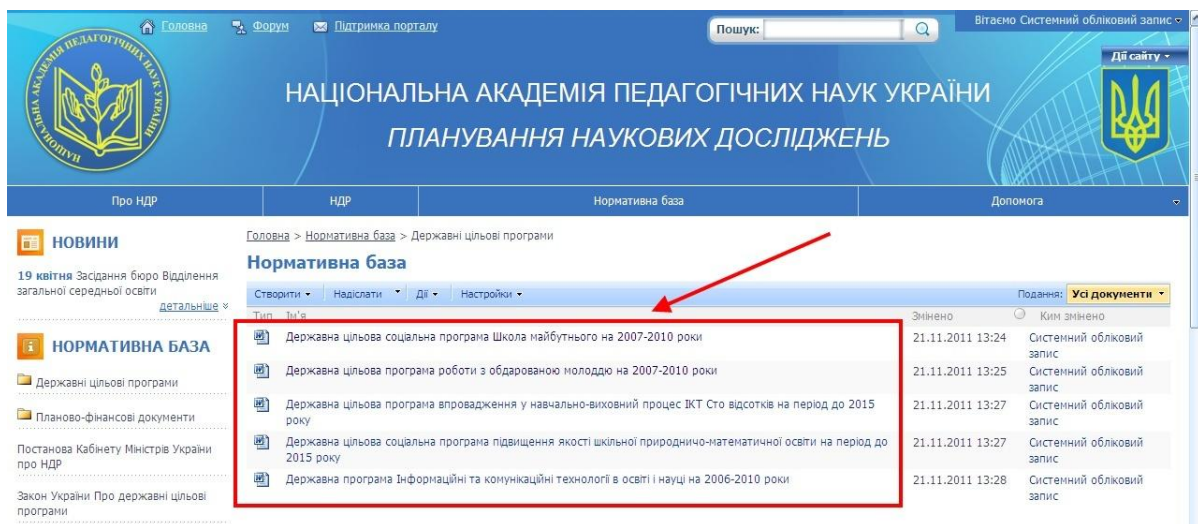 Головна Форум Підтримка порталу
Пошук:
Вітаємо Системний обліковий запис
Дії сайту
НАЦІОНАЛЬНА АКАДЕМІЯ ПЕДАГОГІЧНИХ НАУК УКРАЇНИ
НАЦІОНАЛЬНА АКАДЕМІЯ ПЕДАГОГІЧНИХ НАУК УКРАЇНИ
ПЛАНУВАННЯ НАУКОВИХ ДОСЛІДЖЕНЬ
Про НДР НДР Нормативна база Допомога
НОВИНИ
19 квітня Засідання бюро Відділення
загальної середньої освіти
детальніше
НОРМАТИВНА БАЗА
Державні цільові програми
Планово-фінансові документи
Постанова Кабінету Міністрів України
про НДР
Закон України Про державні цільові
програми
Головна > Нормативна база > Державні цільові програми
Нормативна база
Створити Надіслати Дії Настройки Подання: Усі документи
Тип Ім'я Змінено Ким змінено
Державна цільова соціальна програма Школа майбутнього на 2007-2010 роки 21.11.2011 13:24 Системний обліковий
запис
Державна цільова програма роботи з обдарованою молоддю на 2007-2010 роки 21.11.2011 13:25 Системний обліковий
запис
Державна цільова програма впровадження у навчально-виховний процес ІКТ Сто відсотків на період до 2015 21.11.2011 13:27 Системний обліковий
року запис
Державна цільова соціальна програма підвищення якості шкільної природничо-математичної освіти на період до 21.11.2011 13:27 Системний обліковий
2015 року запис
Державна програма Інформаційні та комунікаційні технології в освіті і науці на 2006-2010 роки 21.11.2011 13:28 Системний обліковий
запис